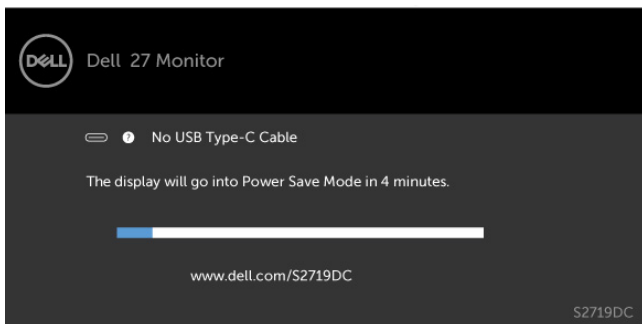 DELL
Dell 27 Monitor
? No USB Type-C Cable
The display will go into Power Save Mode in 4 minutes.
www.dell.com/S2719DC
S2719DC